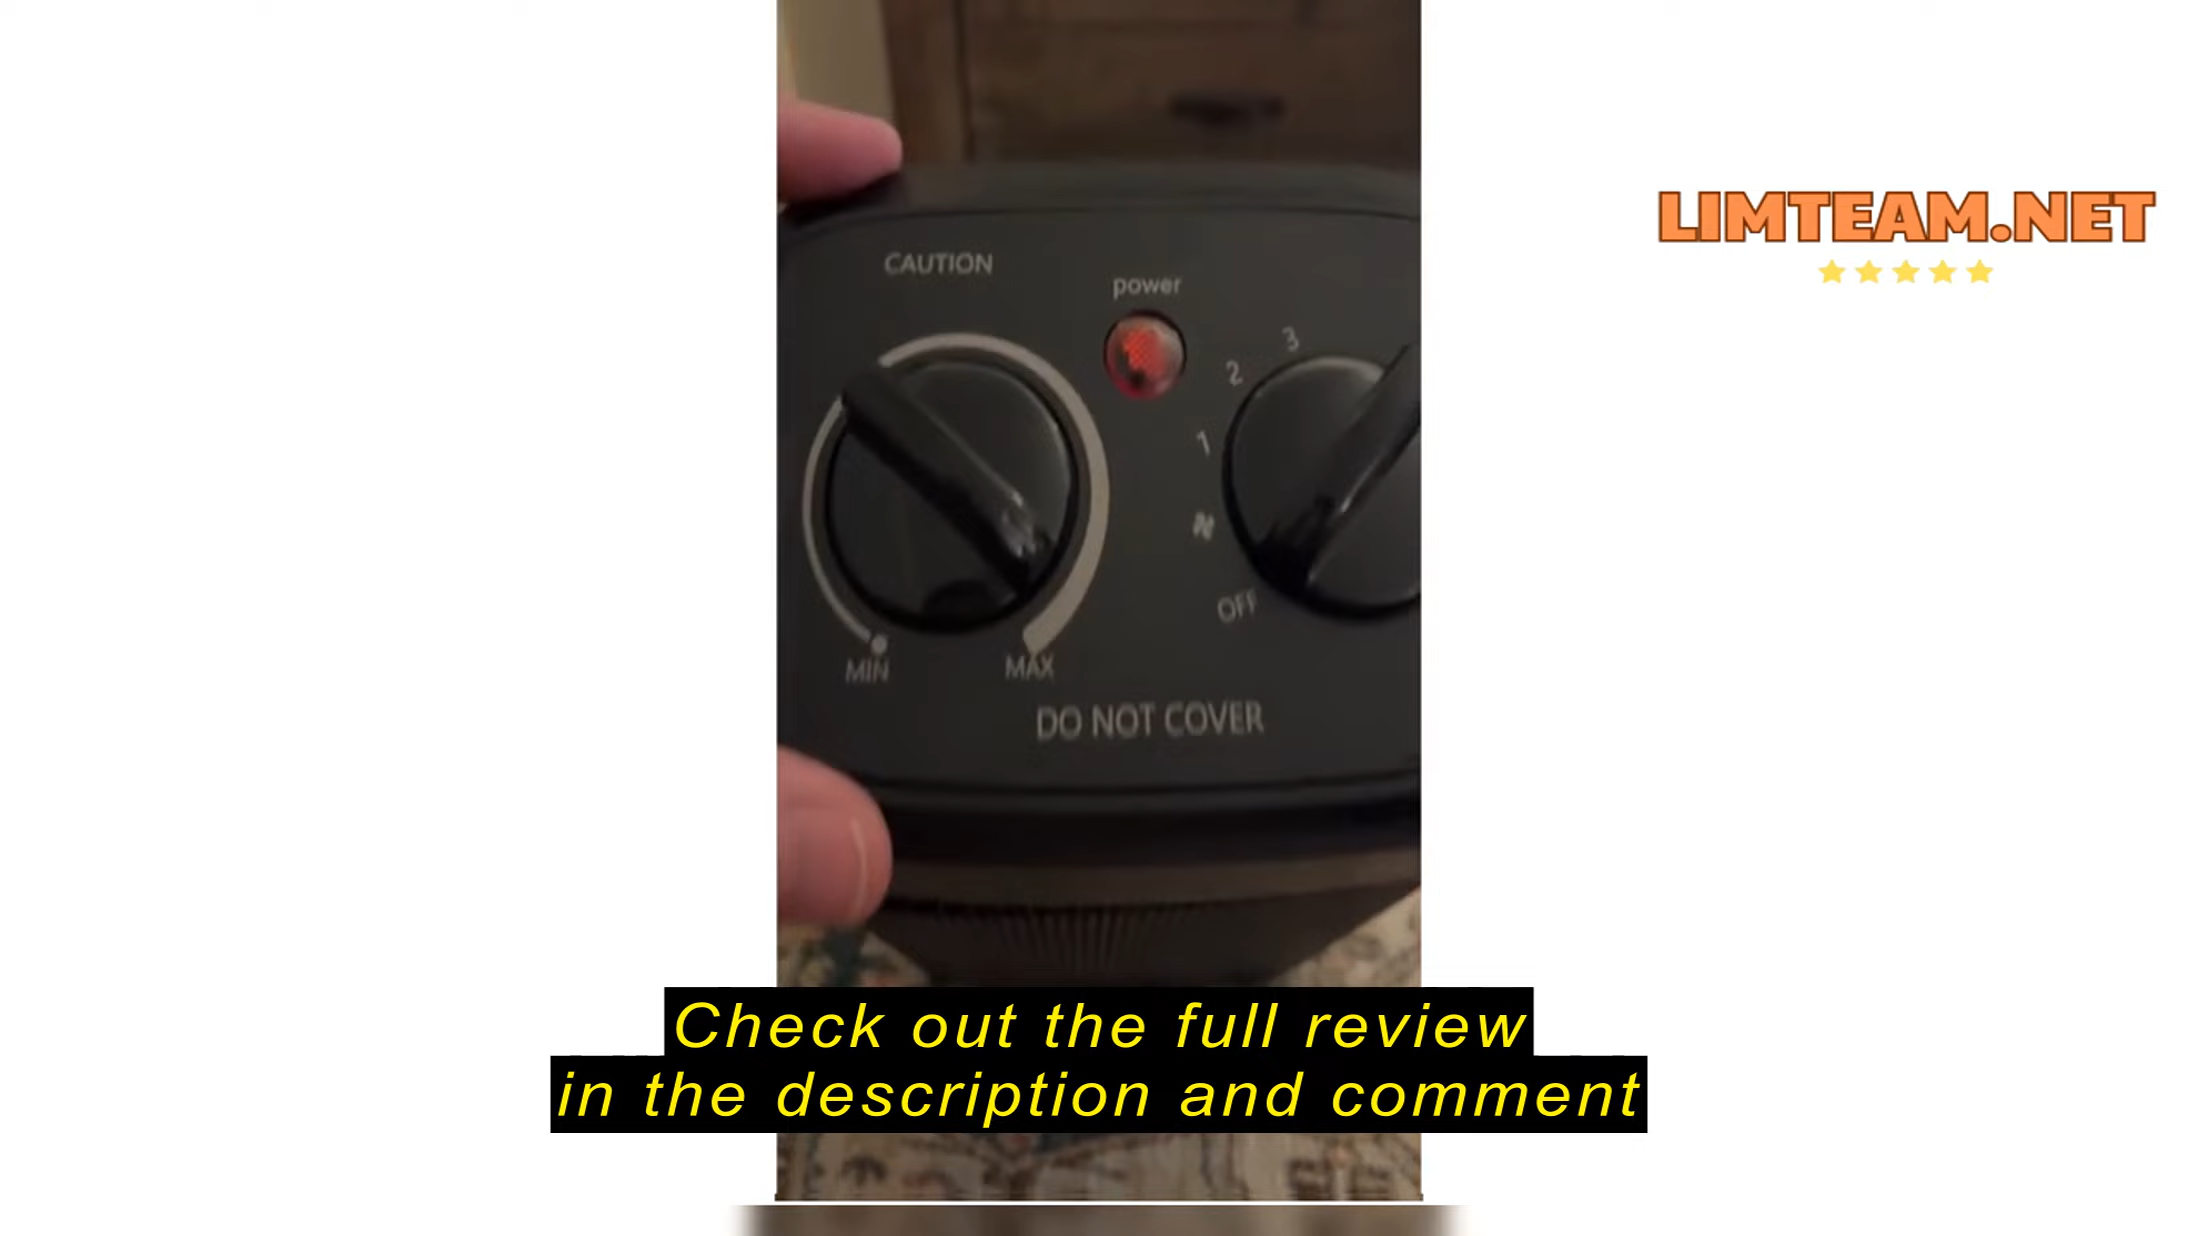 LIMTEAM.NET
CAUTION
power
3
2
1
OFF
MIN
MAX
DO NOT COVER
Check out the full review
in the description and comment